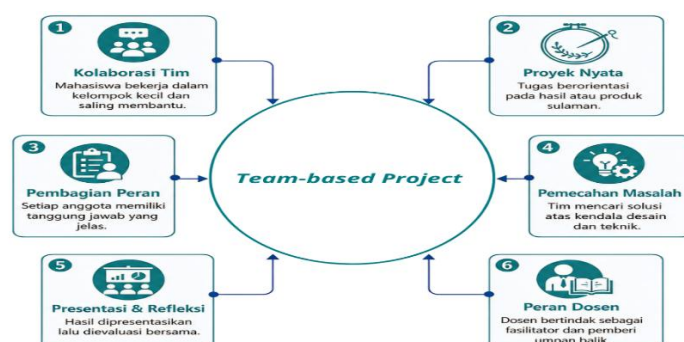 1
Kolaborasi Tim
Mahasiswa bekerja dalam
kelompok kecil dan
saling membantu.
2
Proyek Nyata
Tugas berorientasi
pada hasil atau produk
sulaman.
3
Pembagian Peran
Setiap anggota memiliki
tanggung jawab yang
jelas.
Team-based Project
4
Pemecahan Masalah
Tim mencari solusi
atas kendala desain
dan teknik.
5
Presentasi & Refleksi
Hasil dipresentasikan
lalu dievaluasi bersama.
6
Peran Dosen
Dosen bertindak sebagai
fasilitator dan pemberi
umpan balik